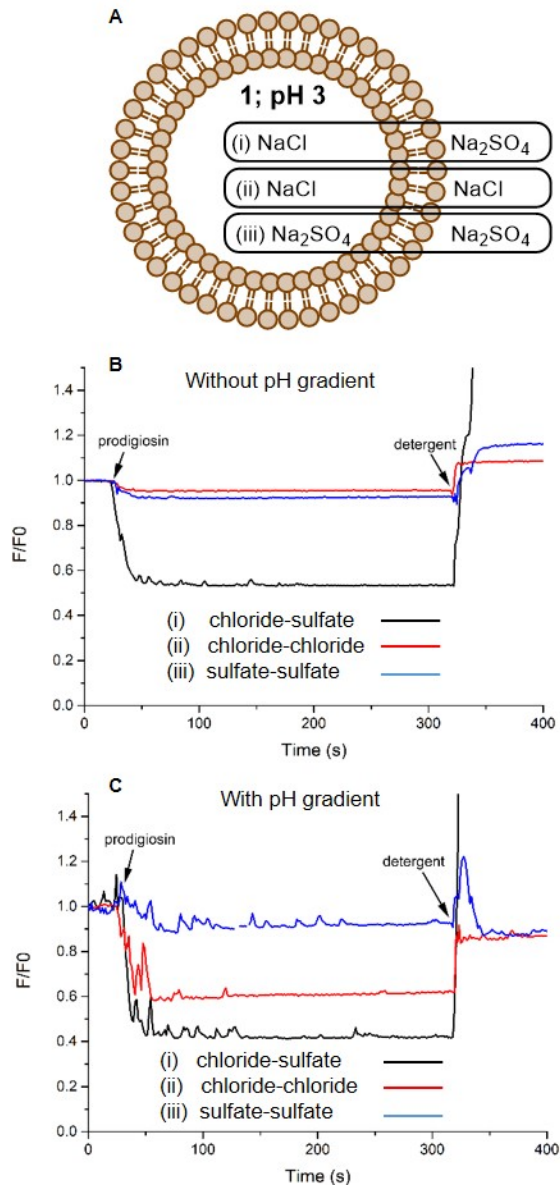 A
1; pH 3
(i) NaCl Na₂SO₄
(ii) NaCl NaCl
(iii) Na₂SO₄ Na₂SO₄
B
Without pH gradient
1.4
1.2
1.0
0.8
0.6
0.4
0.2
0.0
F/F0
prodigiosin
detergent
(i) chloride-sulfate
(ii) chloride-chloride
(iii) sulfate-sulfate
0 100 200 300 400
Time (s)
C
With pH gradient
1.4
1.2
1.0
0.8
0.6
0.4
0.2
0.0
F/F0
prodigiosin
detergent
(i) chloride-sulfate
(ii) chloride-chloride
(iii) sulfate-sulfate
0 100 200 300 400
Time (s)